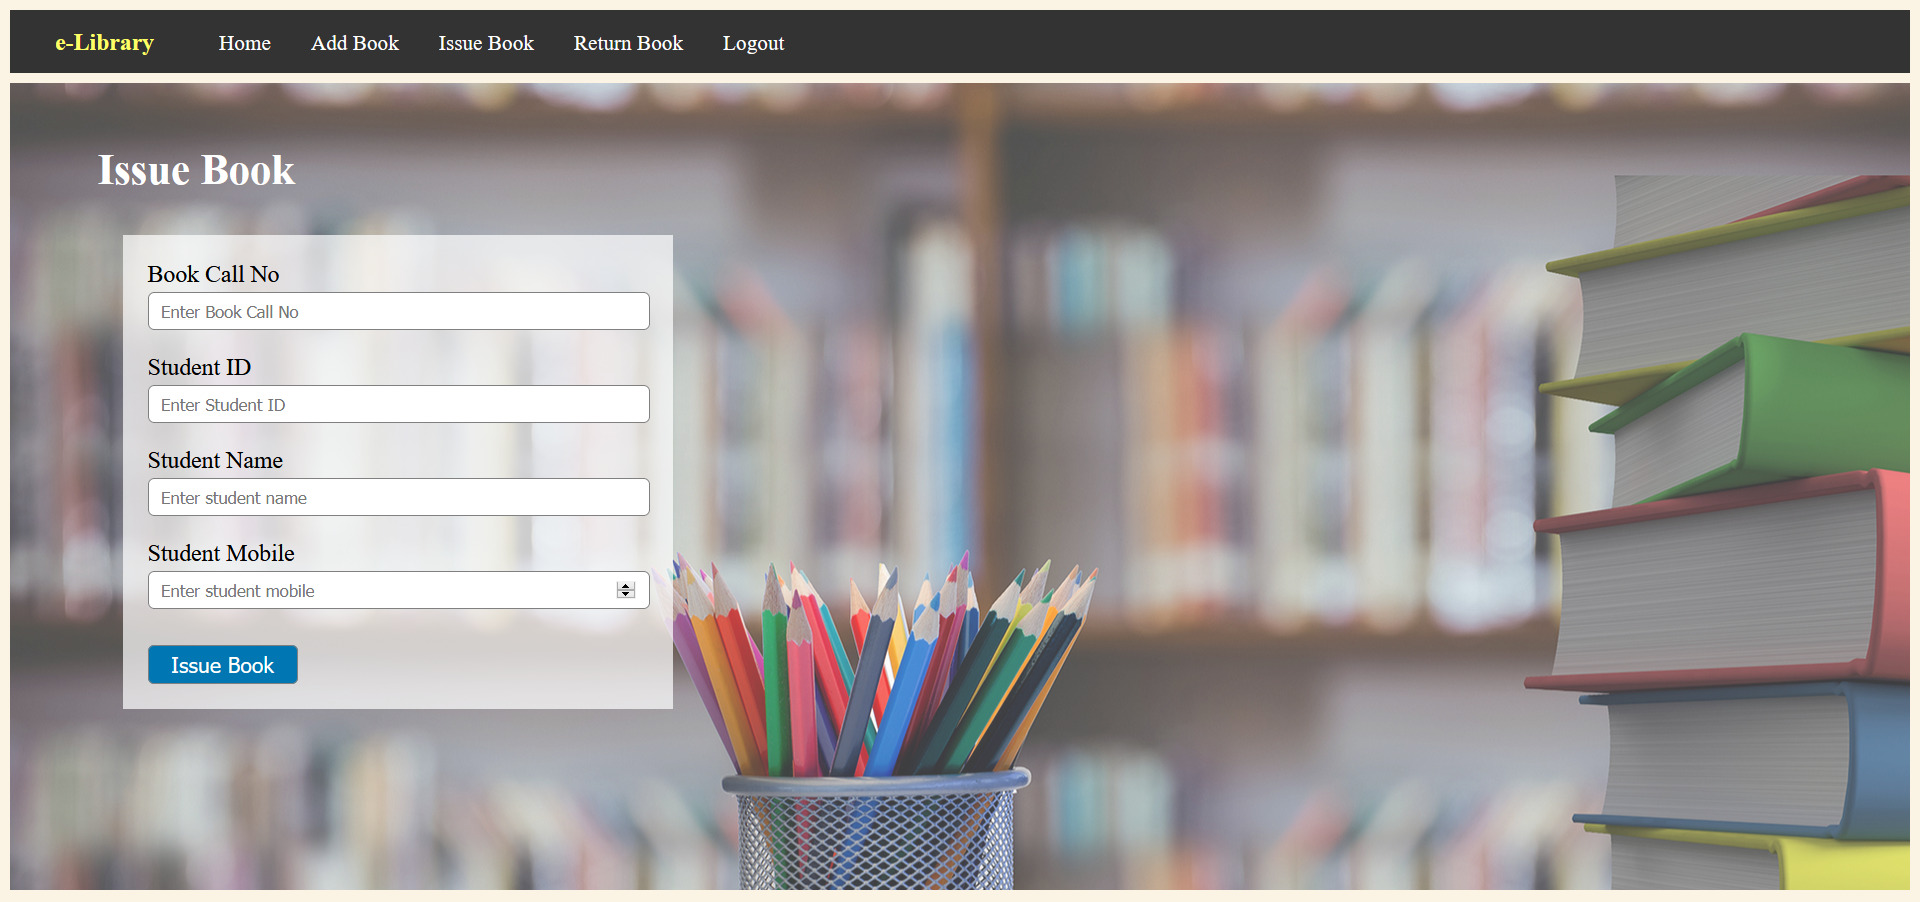 e-Library Home Add Book Issue Book Return Book Logout
Issue Book
Book Call No
Enter Book Call No
Student ID
Enter Student ID
Student Name
Enter student name
Student Mobile
Enter student mobile
Issue Book